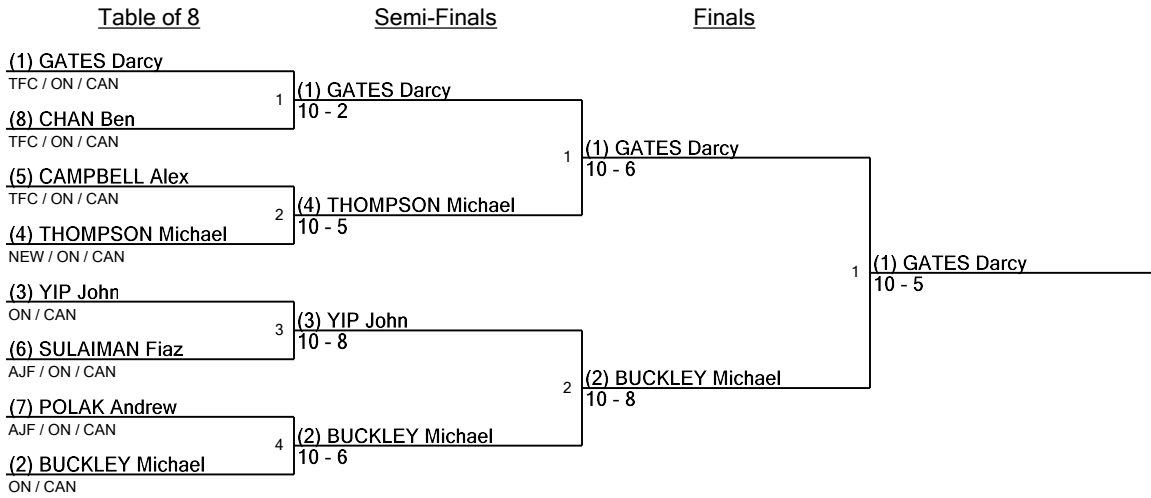 Table of 8
Semi-Finals
Finals
(1) GATES Darcy
TFC / ON / CAN
(8) CHAN Ben
TFC / ON / CAN
(5) CAMPBELL Alex
TFC / ON / CAN
(4) THOMPSON Michael
NEW / ON / CAN
(3) YIP John
ON / CAN
(6) SULAIMAN Fiaz
AJF / ON / CAN
(7) POLAK Andrew
AJF / ON / CAN
(2) BUCKLEY Michael
ON / CAN
1
(1) GATES Darcy
10 - 2
2
(4) THOMPSON Michael
10 - 5
3
(3) YIP John
10 - 8
4
(2) BUCKLEY Michael
10 - 6
1
(1) GATES Darcy
10 - 6
2
(2) BUCKLEY Michael
10 - 8
1
(1) GATES Darcy
10 - 5